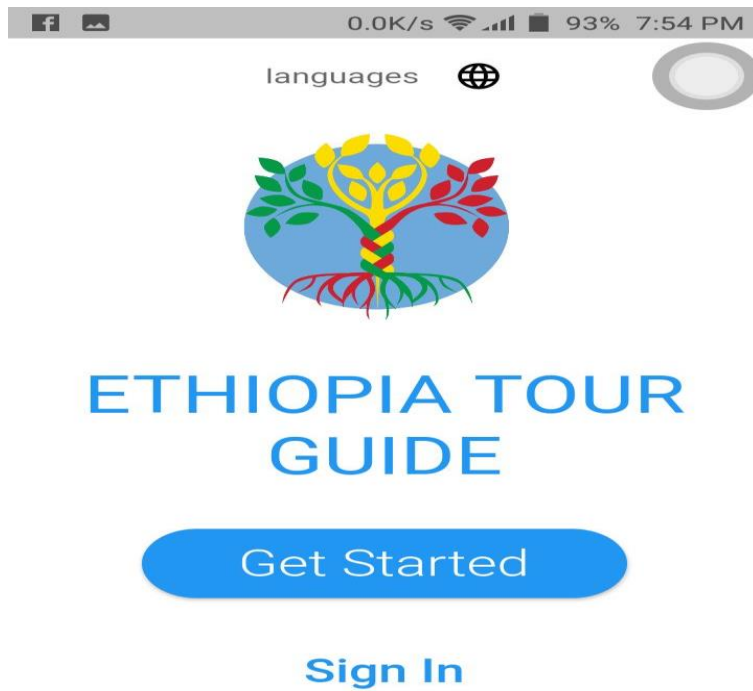 0.0K/s 93% 7:54 PM
languages
ETHIOPIA TOUR
GUIDE
Get Started
Sign In